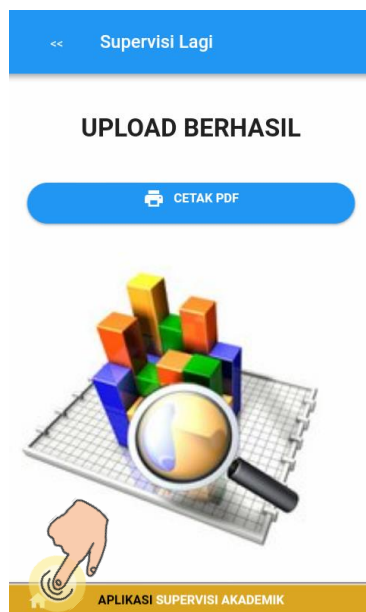 << Supervisi Lagi
UPLOAD BERHASIL
CETAK PDF
APLIKASI SUPERVISI AKADEMIK